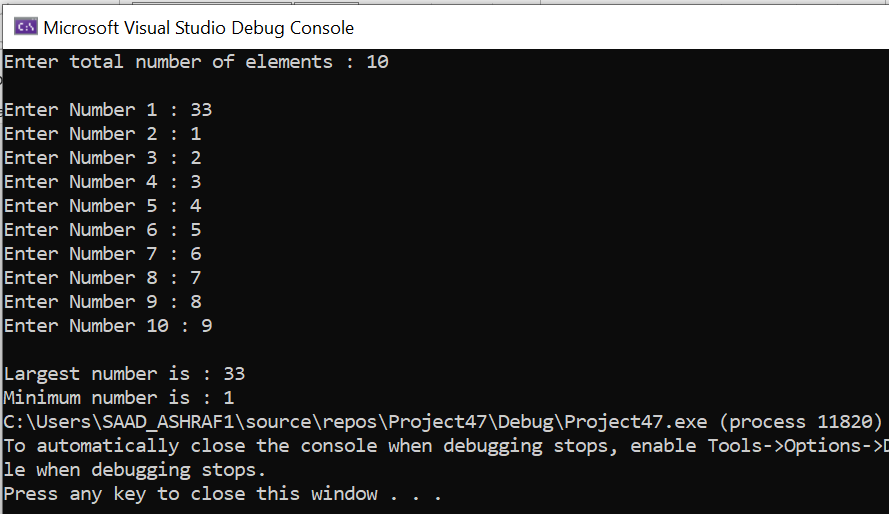 Microsoft Visual Studio Debug Console
Enter total number of elements : 10
Enter Number 1 : 33
Enter Number 2 : 1
Enter Number 3 : 2
Enter Number 4 : 3
Enter Number 5 : 4
Enter Number 6 : 5
Enter Number 7 : 6
Enter Number 8 : 7
Enter Number 9 : 8
Enter Number 10 : 9
Largest number is : 33
Minimum number is : 1
C:\Users\SAAD_ASHRAF1\source\repos\Project47\Debug\Project47.exe (process 11820)
To automatically close the console when debugging stops, enable Tools->Options->D
le when debugging stops.
Press any key to close this window . . .